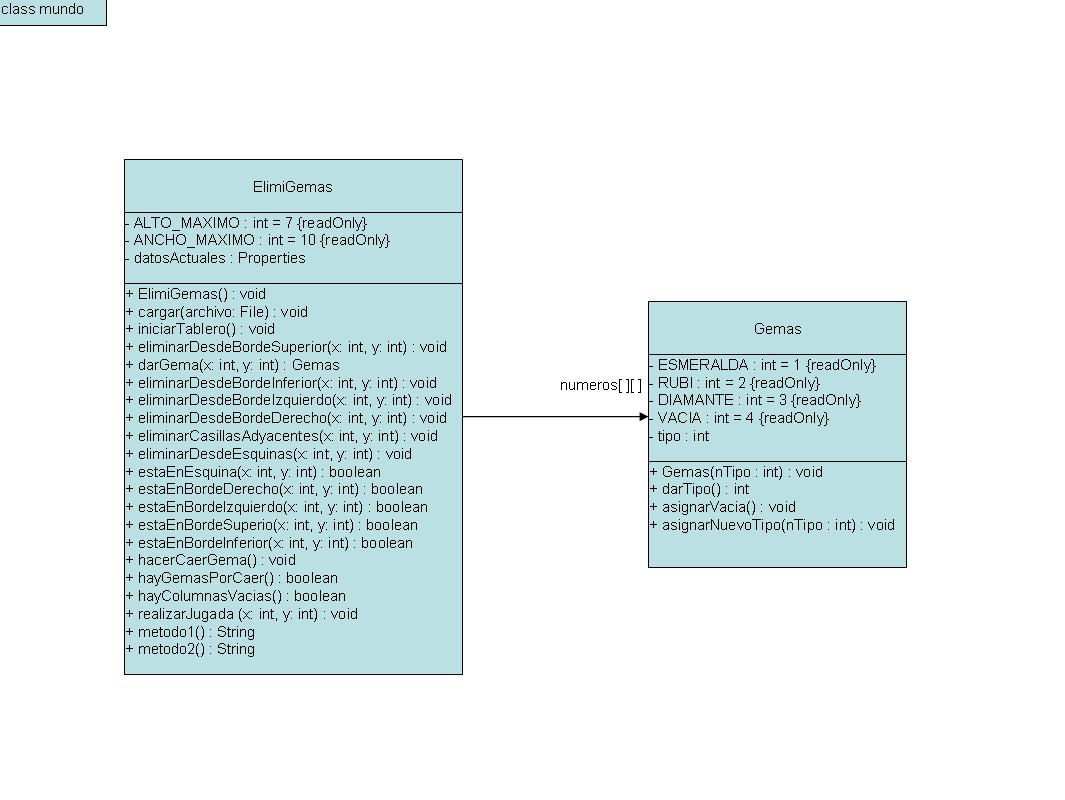 class mundo
ElimiGemas
- ALTO_MAXIMO : int = 7 {readOnly}
- ANCHO_MAXIMO : int = 10 {readOnly}
- datosActuales : Properties
+ ElimiGemas() : void
+ cargar(archivo: File) : void
+ iniciarTablero() : void
+ eliminarDesdeBordeSuperior(x: int, y: int) : void
+ darGema(x: int, y: int) : Gemas
+ eliminarDesdeBordeInferior(x: int, y: int) : void
+ eliminarDesdeBordeIzquierdo(x: int, y: int) : void
+ eliminarDesdeBordeDerecho(x: int, y: int) : void
+ eliminarCasillasAdyacentes(x: int, y: int) : void
+ eliminarDesdeEsquinas(x: int, y: int) : void
+ estaEnEsquina(x: int, y: int) : boolean
+ estaEnBordeDerecho(x: int, y: int) : boolean
+ estaEnBordeIzquierdo(x: int, y: int) : boolean
+ estaEnBordeSuperio(x: int, y: int) : boolean
+ estaEnBordeInferior(x: int, y: int) : boolean
+ hacerCaerGema() : void
+ hayGemasPorCaer() : boolean
+ hayColumnasVacias() : boolean
+ realizarJugada (x: int, y: int) : void
+ metodo1() : String
+ metodo2() : String
numeros[ ][ ]
Gemas
- ESMERALDA : int = 1 {readOnly}
- RUBI : int = 2 {readOnly}
- DIAMANTE : int = 3 {readOnly}
- VACIA : int = 4 {readOnly}
- tipo : int
+ Gemas(nTipo : int) : void
+ darTipo() : int
+ asignarVacia() : void
+ asignarNuevoTipo(nTipo : int) : void